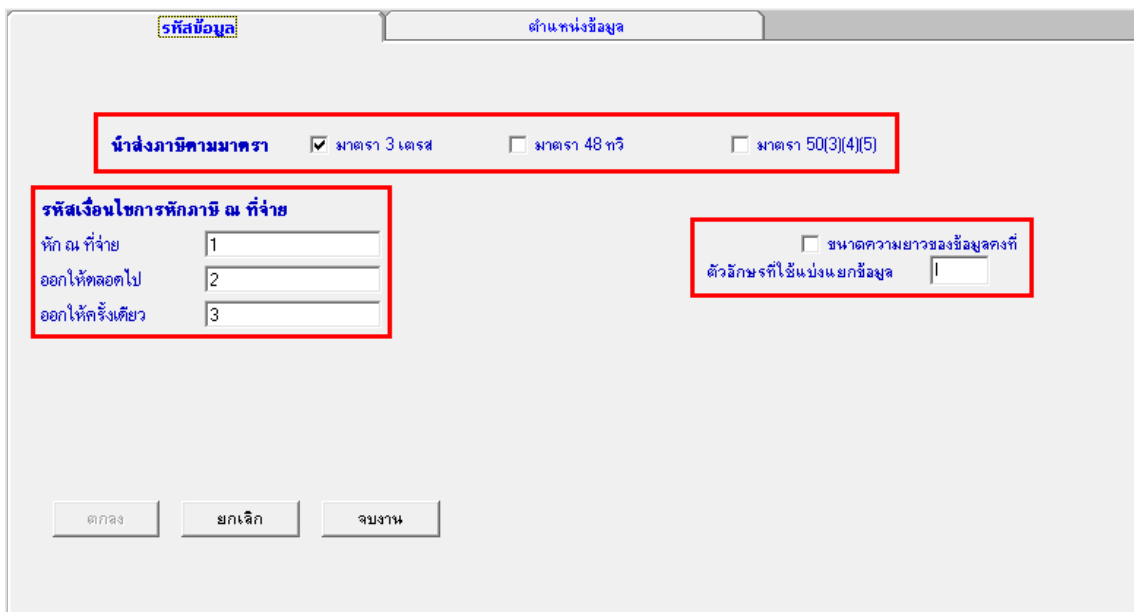 รหัสข้อมูล ตำแหน่งข้อมูล
นำส่งภาษีตามมาตรา มาตรา 3 เตรส มาตรา 48 ทวิ มาตรา 50(3)(4)(5)
รหัสเงื่อนไขการหักภาษี ณ ที่จ่าย
หัก ณ ที่จ่าย 1
ออกให้ตลอดไป 2
ออกให้ครั้งเดียว 3
ขนาดความยาวของข้อมูลคงที่
ตัวอักษรที่ใช้แบ่งแยกข้อมูล |
ตกลง ยกเลิก จบงาน